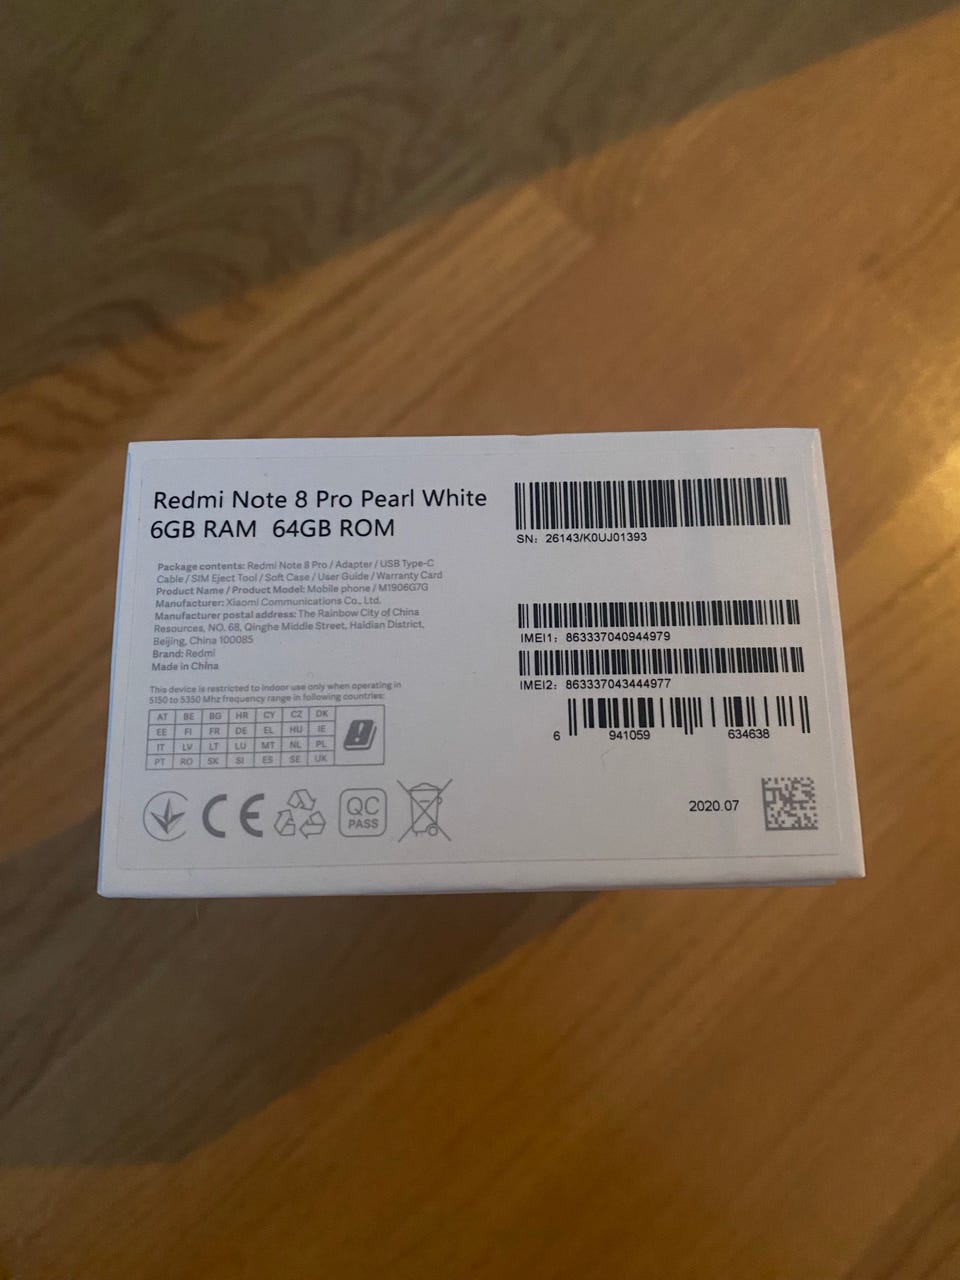 Redmi Note 8 Pro Pearl White
6GB RAM 64GB ROM
Package contents: Redmi Note 8 Pro / Adapter / USB Type-C
Cable / SIM Eject Tool / Soft Case / User Guide / Warranty Card
Product Name / Product Model: Mobile phone / M1906G7G
Manufacturer: Xiaomi Communications Co., Ltd.
Manufacturer postal address: The Rainbow City of China
Resources, NO. 68, Qinghe Middle Street, Haidian District,
Beijing, China 100085
Brand: Redmi
Made in China
This device is restricted to indoor use only when operating in
5150 to 5350 Mhz frequency range in following countries:
AT BE BG HR CY CZ DK
EE FI FR DE EL HU IE
IT LV LT LU MT NL PL
PT RO SK SI ES SE UK
CE
QC
PASS
SN: 26143/K0UJ01393
IMEI1: 863337040944979
IMEI2: 863337043444977
6 941059 634638
2020.07